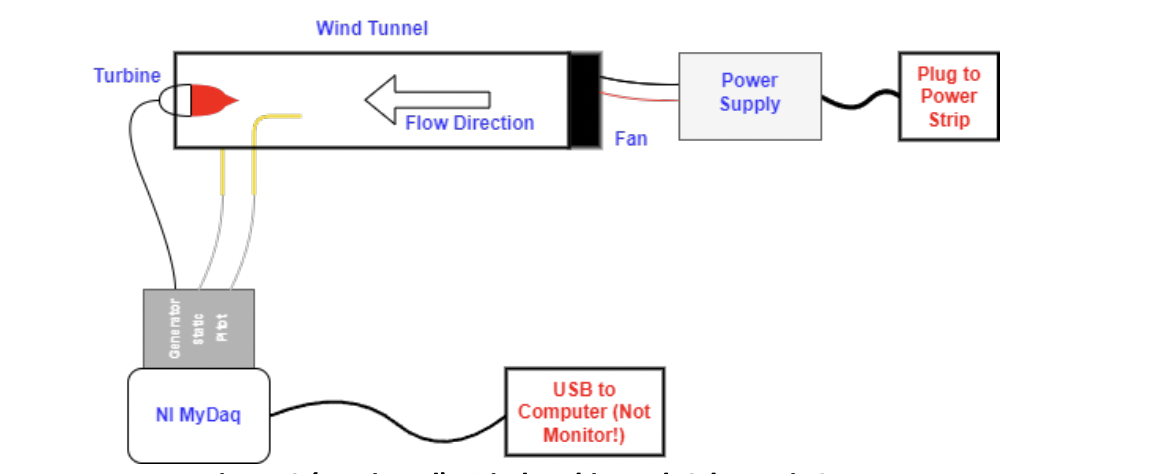 Wind Tunnel
Turbine
Flow Direction
Fan
Power
Supply
Plug to
Power
Strip
Generator
Static
Pitot
NI MyDaq
USB to
Computer (Not
Monitor!)